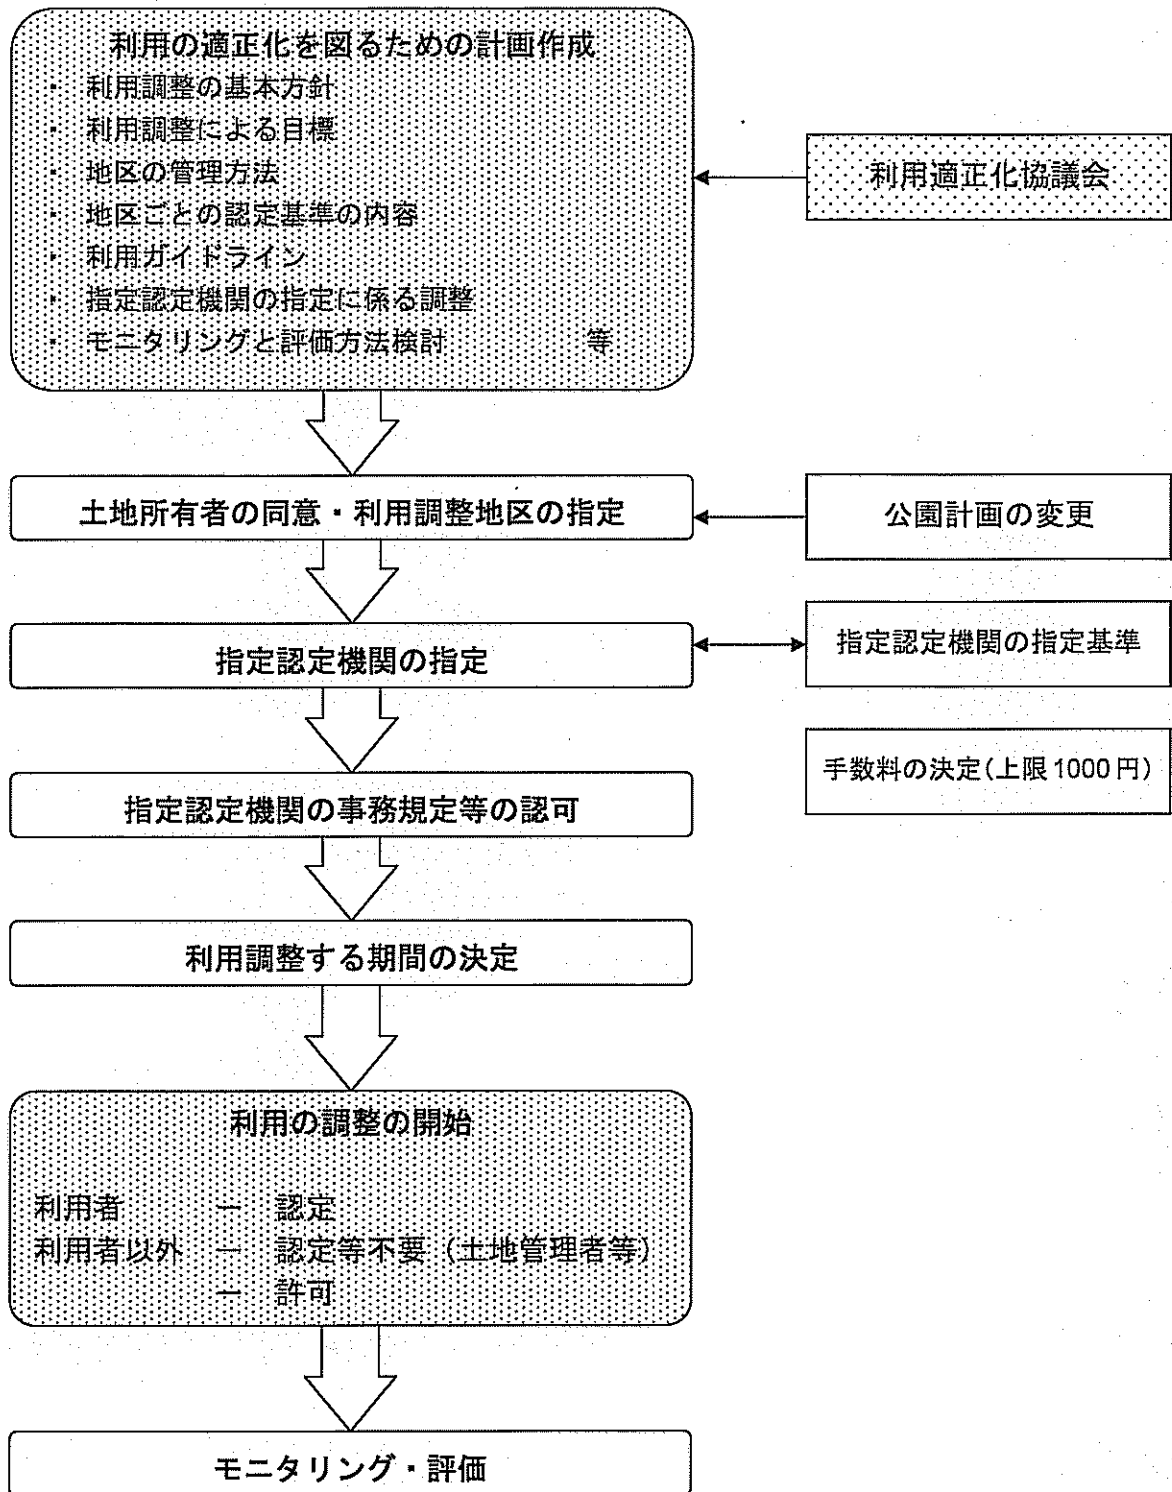 利用の適正化を図るための計画作成
・ 利用調整の基本方針
・ 利用調整による目標
・ 地区の管理方法
・ 地区ごとの認定基準の内容
・ 利用ガイドライン
・ 指定認定機関の指定に係る調整
・ モニタリングと評価方法検討 等
利用適正化協議会
土地所有者の同意・利用調整地区の指定
公園計画の変更
指定認定機関の指定
指定認定機関の指定基準
手数料の決定(上限1000円)
指定認定機関の事務規定等の認可
利用調整する期間の決定
利用の調整の開始
利用者 ― 認定
利用者以外 ― 認定等不要(土地管理者等)
― 許可
モニタリング・評価